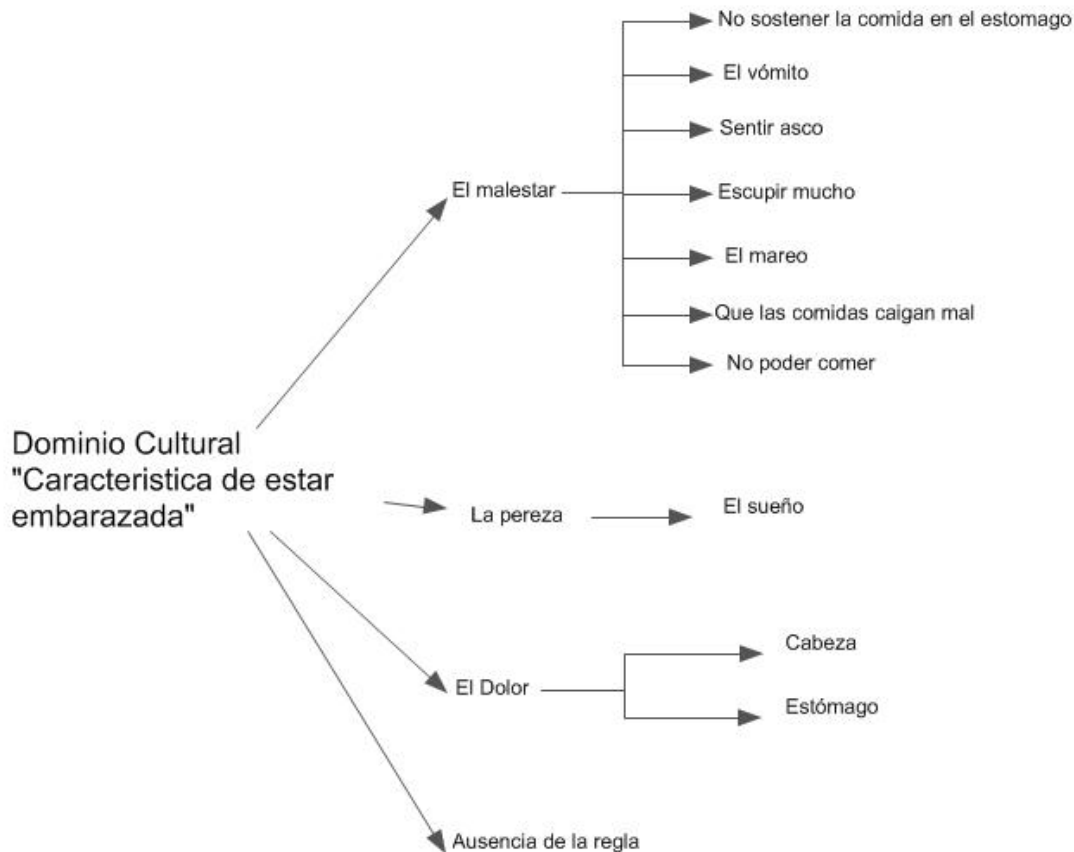 No sostener la comida en el estomago
El vómito
Sentir asco
El malestar
Escupir mucho
El mareo
Que las comidas caigan mal
No poder comer
Dominio Cultural
"Caracteristica de estar
embarazada"
La pereza
El sueño
El Dolor
Cabeza
Estómago
Ausencia de la regla